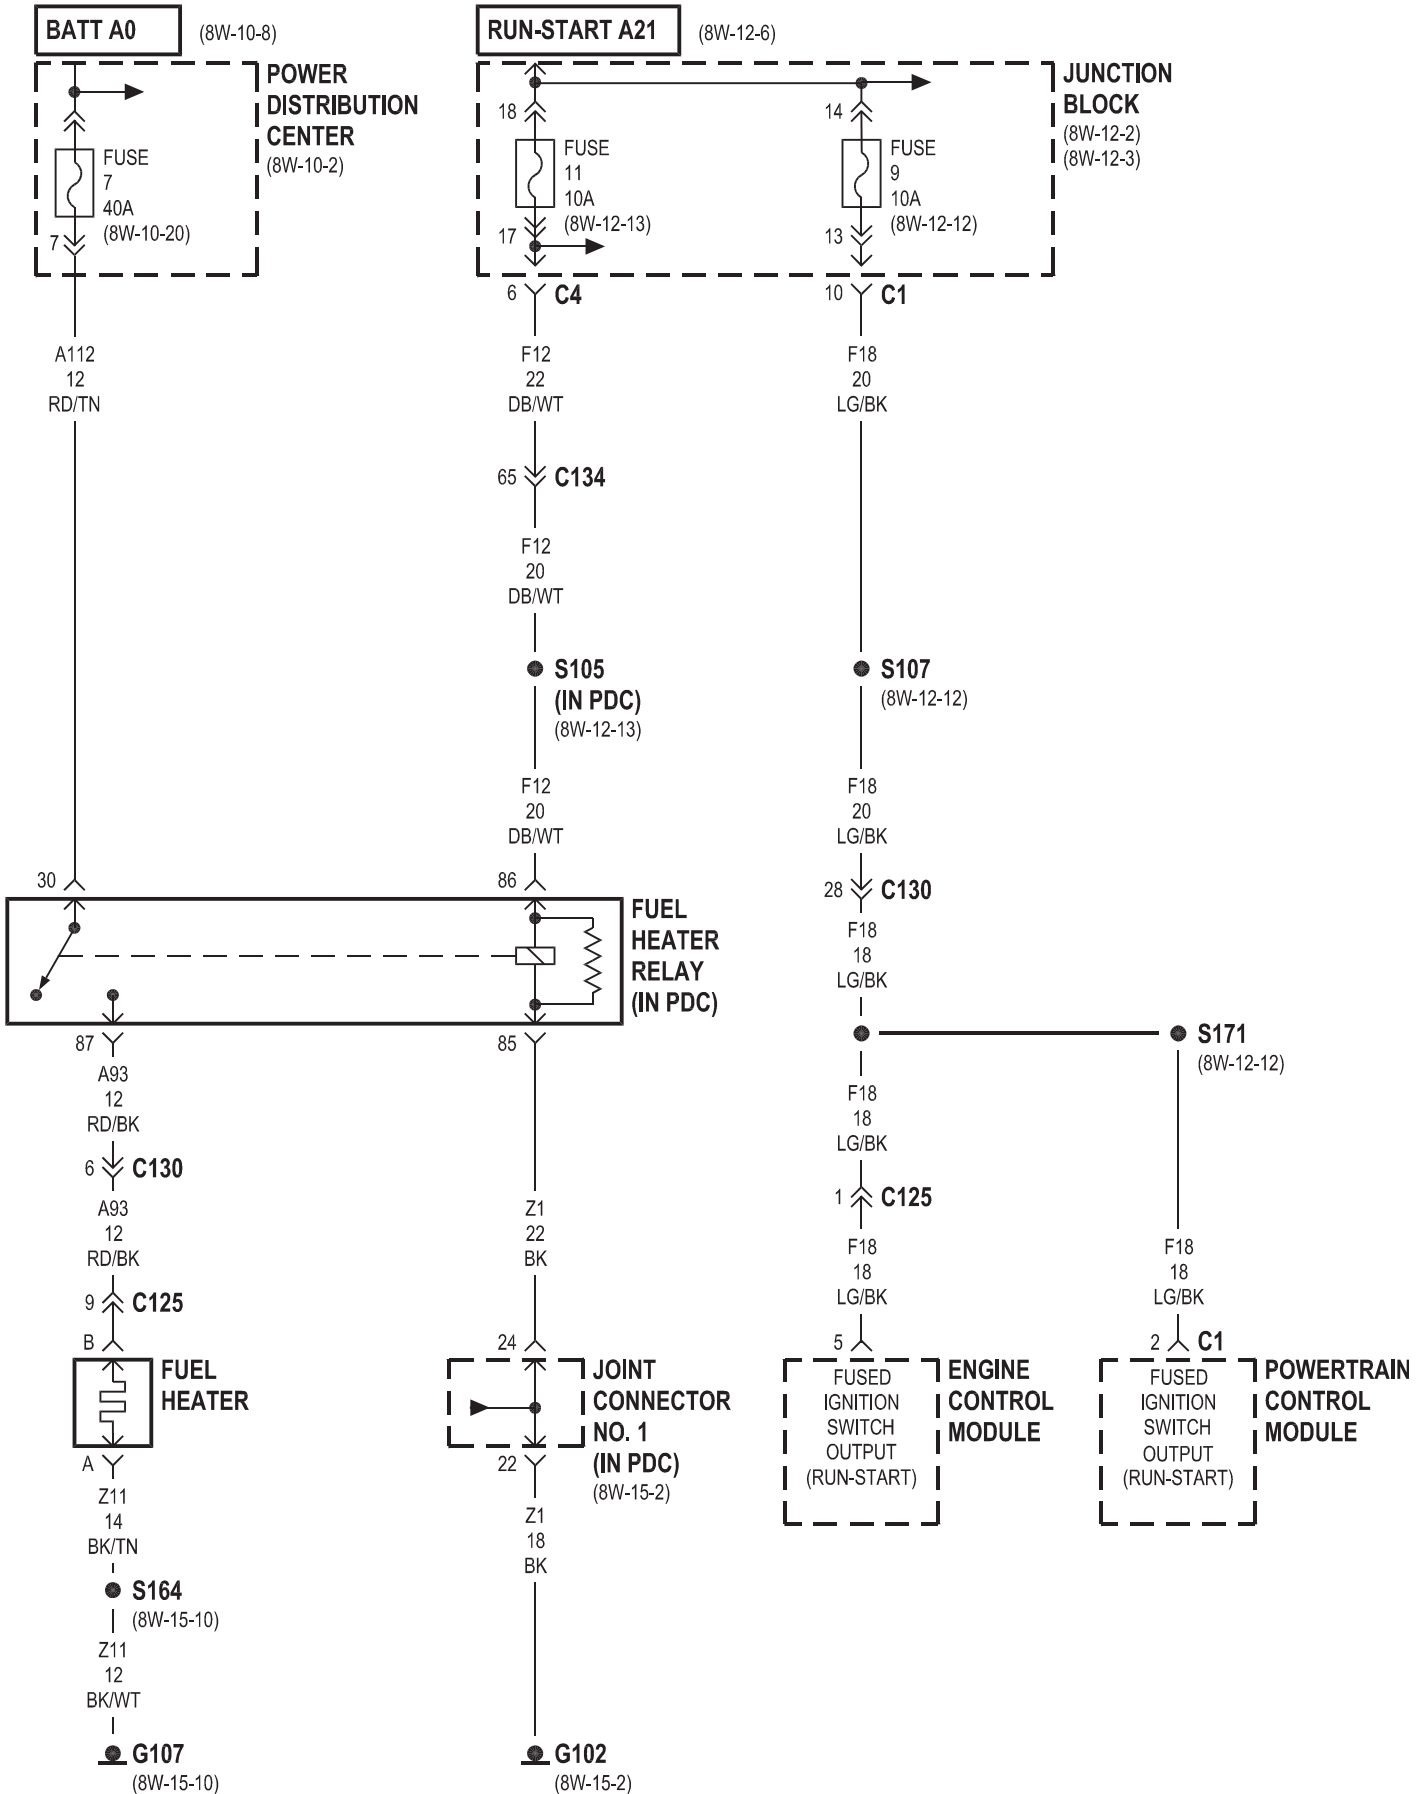 BATT A0
(8W-10-8)
RUN-START A21
(8W-12-6)
POWER
DISTRIBUTION
CENTER
(8W-10-2)
FUSE
7
40A
(8W-10-20)
7
JUNCTION
BLOCK
(8W-12-2)
(8W-12-3)
18
FUSE
11
10A
(8W-12-13)
17
14
FUSE
9
10A
(8W-12-12)
13
6
C4
10
C1
A112
12
RD/TN
F12
22
DB/WT
F18
20
LG/BK
65
C134
F12
20
DB/WT
S105
(IN PDC)
(8W-12-13)
S107
(8W-12-12)
F12
20
DB/WT
F18
20
LG/BK
30
86
28
C130
FUEL
HEATER
RELAY
(IN PDC)
F18
18
LG/BK
S171
(8W-12-12)
87
85
A93
12
RD/BK
F18
18
LG/BK
6
C130
1
C125
A93
12
RD/BK
Z1
22
BK
F18
18
LG/BK
F18
18
LG/BK
9
C125
B
24
5
2
C1
FUEL
HEATER
JOINT
CONNECTOR
NO. 1
(IN PDC)
(8W-15-2)
FUSED
IGNITION
SWITCH
OUTPUT
(RUN-START)
ENGINE
CONTROL
MODULE
FUSED
IGNITION
SWITCH
OUTPUT
(RUN-START)
POWERTRAIN
CONTROL
MODULE
A
22
Z11
14
BK/TN
Z1
18
BK
S164
(8W-15-10)
Z11
12
BK/WT
G107
(8W-15-10)
G102
(8W-15-2)